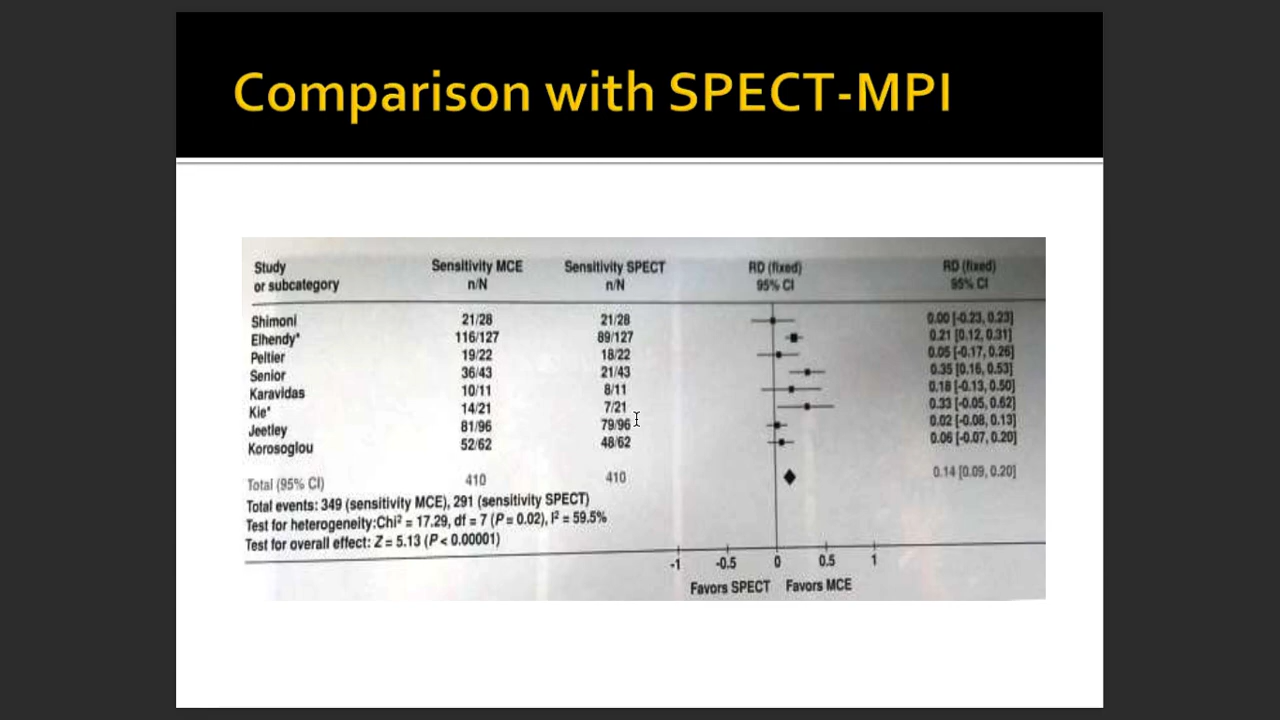 Comparison with SPECT-MPI
Study or subcategory Sensitivity MCE n/N Sensitivity SPECT n/N RD (fixed) 95% CI RD (fixed) 95% CI
Shimoni 21/28 21/28 0.00 [-0.23, 0.23]
Elhendy* 116/127 89/127 0.21 [0.12, 0.31]
Peltier 19/22 18/22 0.05 [-0.17, 0.26]
Senior 36/43 21/43 0.35 [0.16, 0.53]
Karavidas 10/11 8/11 0.18 [-0.13, 0.50]
Kie* 14/21 7/21 0.33 [-0.05, 0.62]
Jeetley 81/96 79/96 0.02 [-0.08, 0.13]
Korosoglou 52/62 48/62 0.06 [-0.07, 0.20]
Total (95% CI) 410 410 0.14 [0.09, 0.20]
Total events: 349 (sensitivity MCE), 291 (sensitivity SPECT)
Test for heterogeneity:Chi² = 17.29, df = 7 (P = 0.02), I² = 59.5%
Test for overall effect: Z = 5.13 (P < 0.00001)
-1 -0.5 0 0.5 1
Favors SPECT Favors MCE